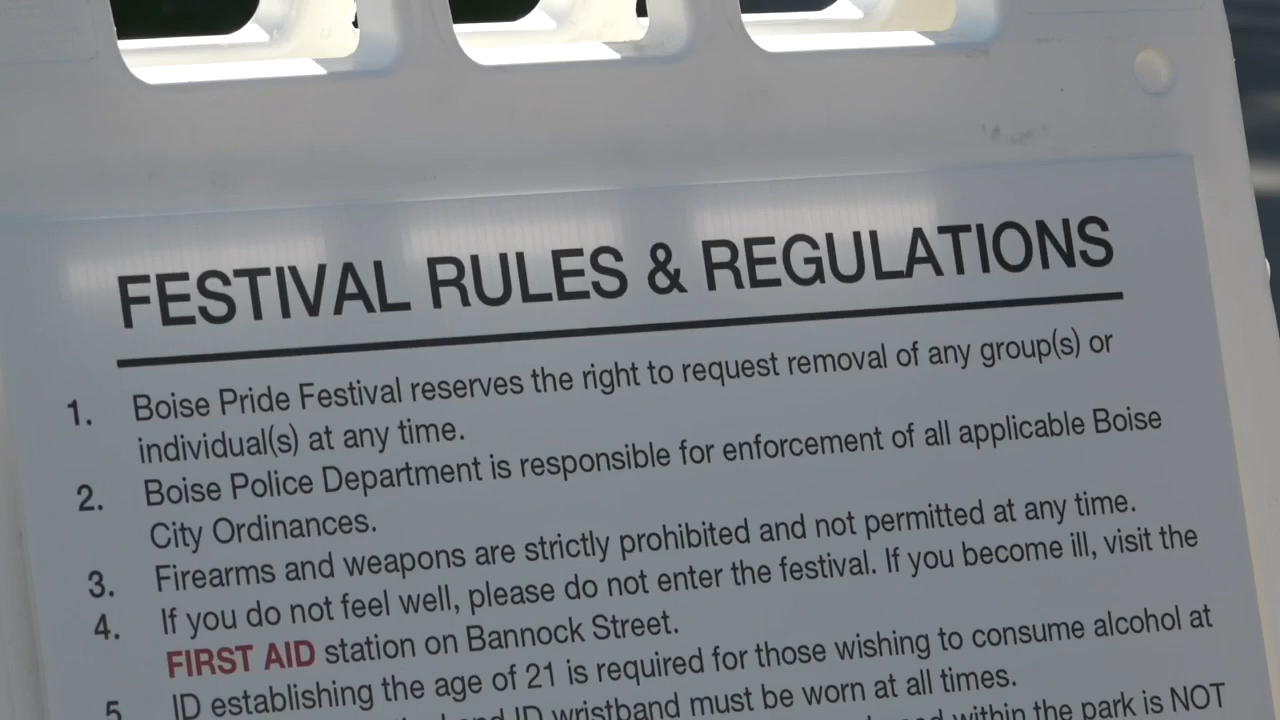 FESTIVAL RULES & REGULATIONS
1. Boise Pride Festival reserves the right to request removal of any group(s) or
individual(s) at any time.
2. Boise Police Department is responsible for enforcement of all applicable Boise
City Ordinances.
3. Firearms and weapons are strictly prohibited and not permitted at any time.
4. If you do not feel well, please do not enter the festival. If you become ill, visit the
FIRST AID station on Bannock Street.
5. ID establishing the age of 21 is required for those wishing to consume alcohol at
ID wristband must be worn at all times.
within the park is NOT